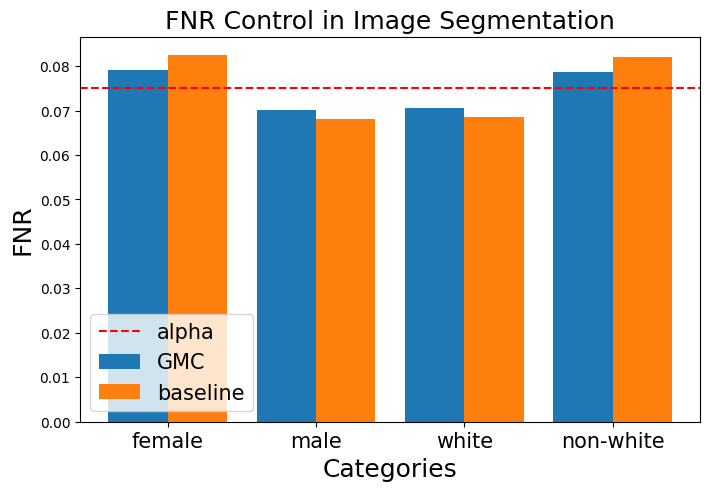 FNR Control in Image Segmentation
FNR
0.08
0.07
0.06
0.05
0.04
0.03
0.02
0.01
0.00
alpha
GMC
baseline
female male white non-white
Categories